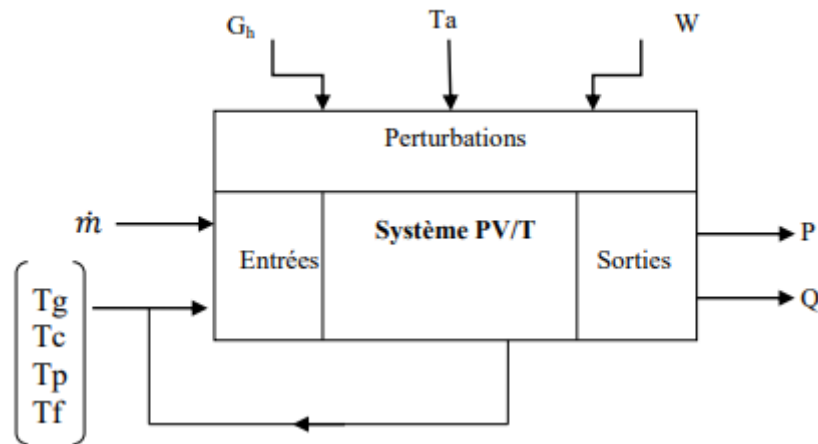 Gₕ
Ta
W
Perturbations
ṁ
Entrées
Système PV/T
Sorties
P
Q
Tg
Tc
Tp
Tf